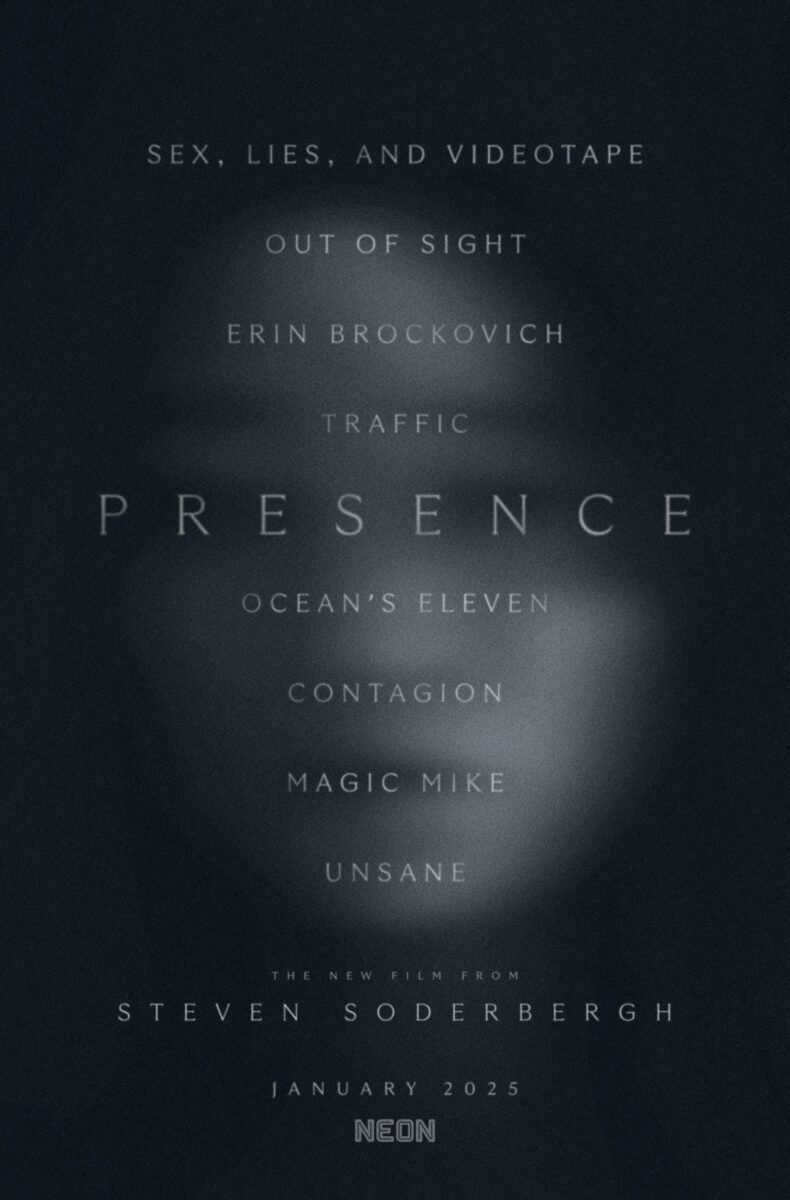 SEX, LIES, AND VIDEOTAPE
OUT OF SIGHT
ERIN BROCKOVICH
TRAFFIC
PRESENCE
OCEAN'S ELEVEN
CONTAGION
MAGIC MIKE
UNSANE
THE NEW FILM FROM
STEVEN SODERBERGH
JANUARY 2025
NEON